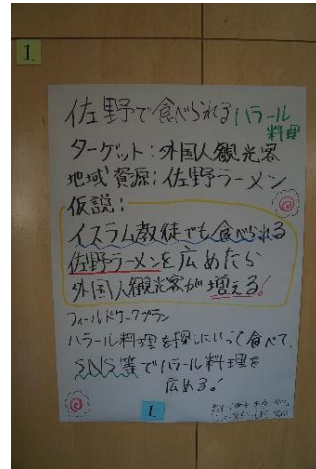 1.
佐野で食べられるハラール
料理
ターゲット:外国人観光客
地域資源:佐野ラーメン
仮説:
イスラム教徒でも食べられる
佐野ラーメンを広めたら
外国人観光客が増える!
フィールドワークプラン
ハラール料理を探しにいって食べて、
SNS等でハラール料理を
広める!
1.